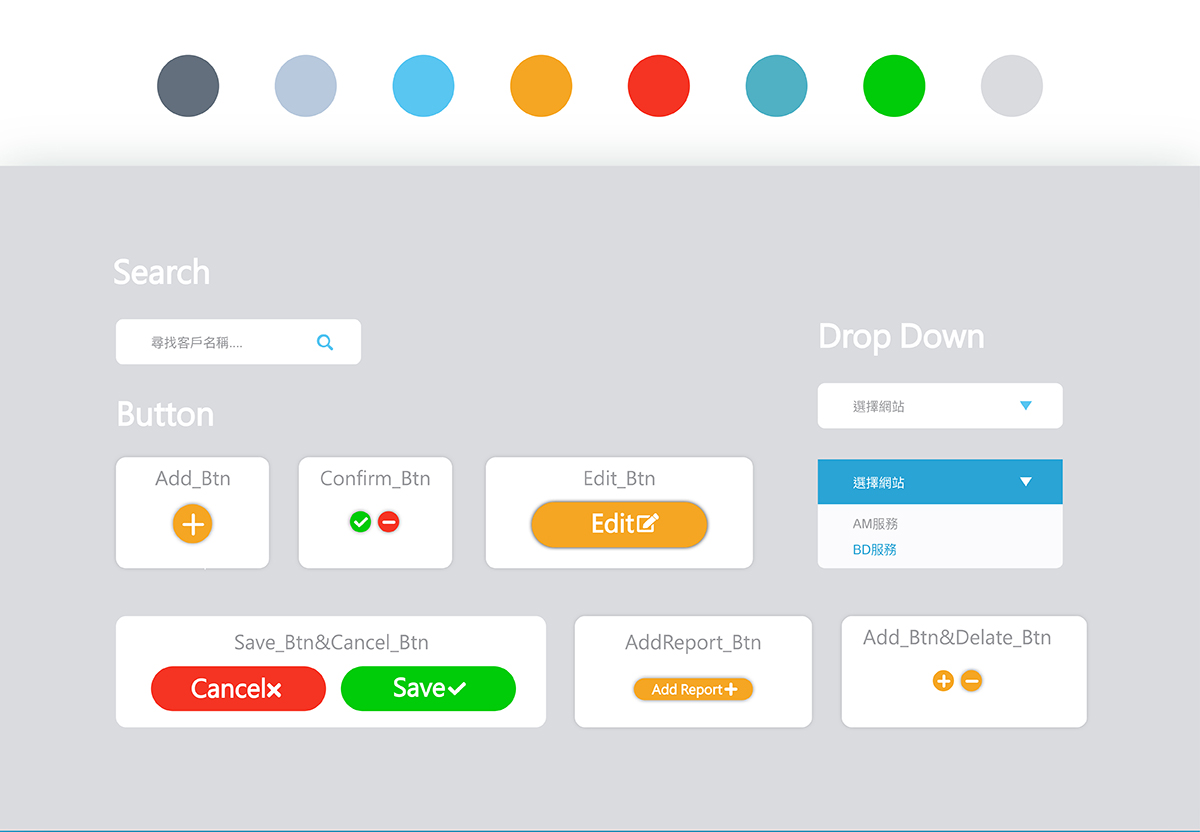 Search
尋找客戶名稱....
Drop Down
選擇網站
Button
Add_Btn
Confirm_Btn
Edit_Btn
Edit
選擇網站
AM服務
BD服務
Save_Btn&Cancel_Btn
Cancel
Save
AddReport_Btn
Add Report
Add_Btn&Delate_Btn